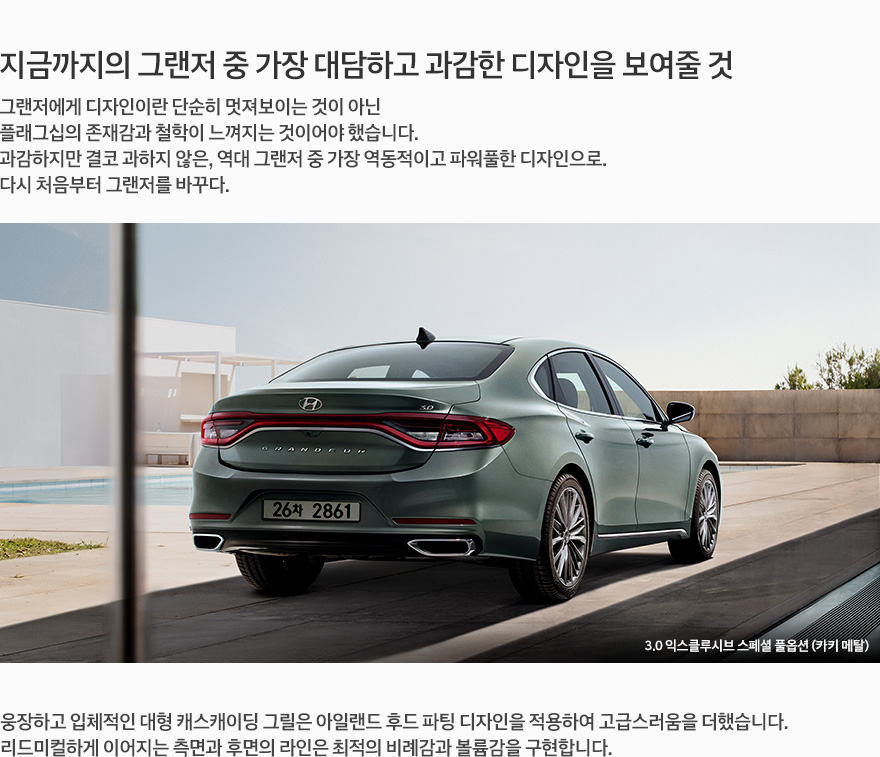 지금까지의 그랜저 중 가장 대담하고 과감한 디자인을 보여줄 것
그랜저에게 디자인이란 단순히 멋져보이는 것이 아닌
플래그십의 존재감과 철학이 느껴지는 것이어야 했습니다.
과감하지만 결코 과하지 않은, 역대 그랜저 중 가장 역동적이고 파워풀한 디자인으로.
다시 처음부터 그랜저를 바꾸다.
3.0
GRANDEUR
26차 2861
3.0 익스클루시브 스페셜 풀옵션 (카키 메탈)
웅장하고 입체적인 대형 캐스캐이딩 그릴은 아일랜드 후드 파팅 디자인을 적용하여 고급스러움을 더했습니다.
리드미컬하게 이어지는 측면과 후면의 라인은 최적의 비례감과 볼륨감을 구현합니다.